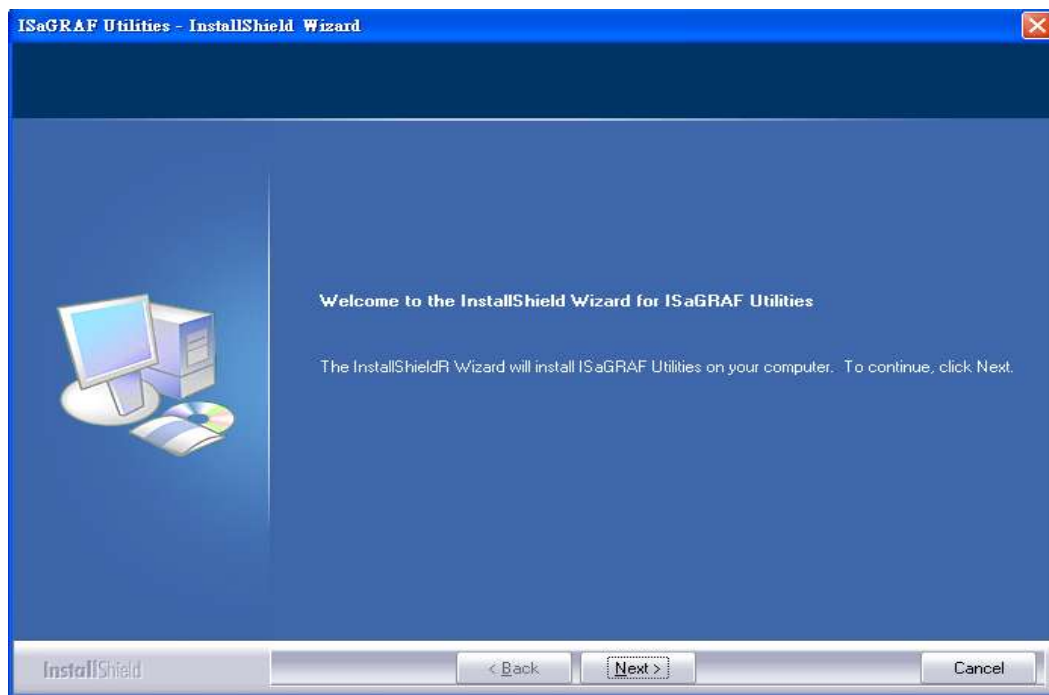 ISaGRAF Utilities - InstallShield Wizard
Welcome to the InstallShield Wizard for ISaGRAF Utilities
The InstallShieldR Wizard will install ISaGRAF Utilities on your computer. To continue, click Next.
InstallShield
< Back
Next >
Cancel